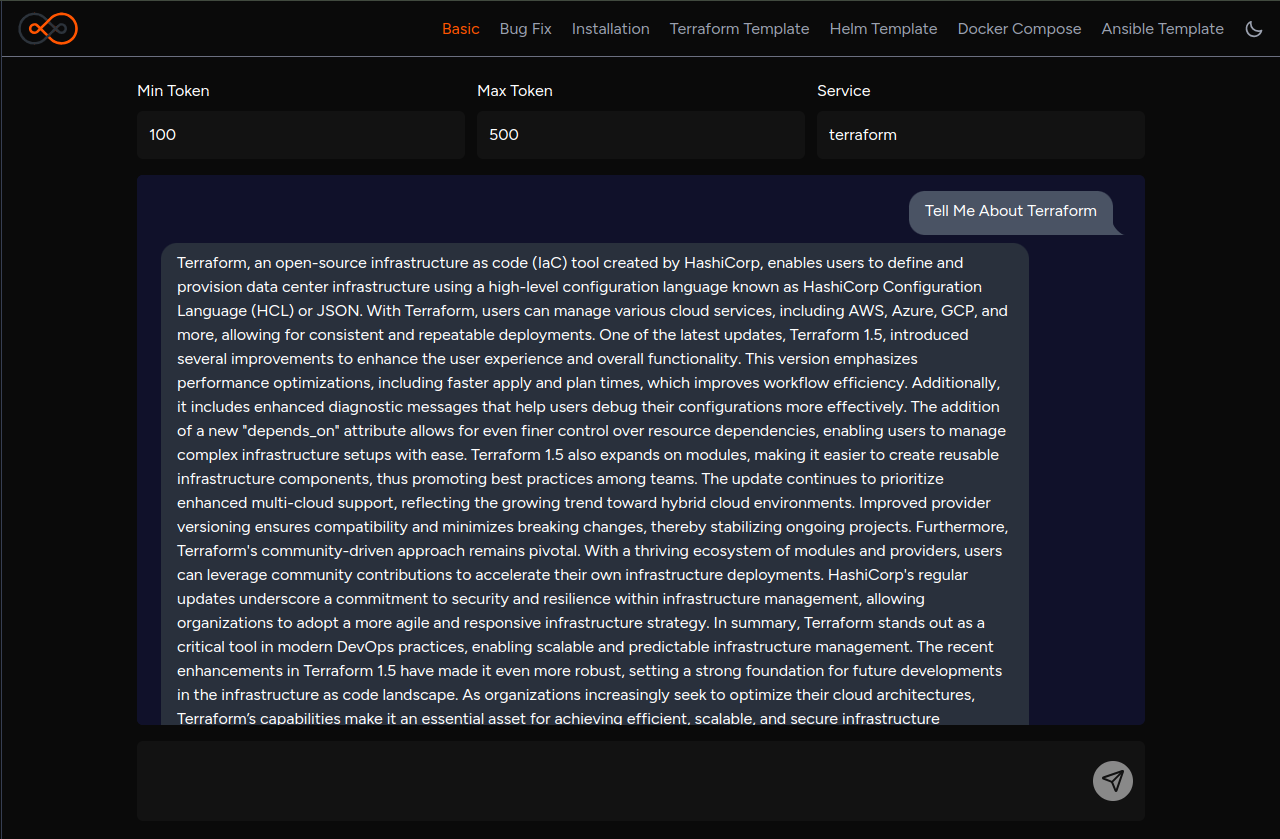 Basic Bug Fix Installation Terraform Template Helm Template Docker Compose Ansible Template
Min Token Max Token Service
100 500 terraform
Tell Me About Terraform
Terraform, an open-source infrastructure as code (IaC) tool created by HashiCorp, enables users to define and
provision data center infrastructure using a high-level configuration language known as HashiCorp Configuration
Language (HCL) or JSON. With Terraform, users can manage various cloud services, including AWS, Azure, GCP, and
more, allowing for consistent and repeatable deployments. One of the latest updates, Terraform 1.5, introduced
several improvements to enhance the user experience and overall functionality. This version emphasizes
performance optimizations, including faster apply and plan times, which improves workflow efficiency. Additionally,
it includes enhanced diagnostic messages that help users debug their configurations more effectively. The addition
of a new "depends_on" attribute allows for even finer control over resource dependencies, enabling users to manage
complex infrastructure setups with ease. Terraform 1.5 also expands on modules, making it easier to create reusable
infrastructure components, thus promoting best practices among teams. The update continues to prioritize
enhanced multi-cloud support, reflecting the growing trend toward hybrid cloud environments. Improved provider
versioning ensures compatibility and minimizes breaking changes, thereby stabilizing ongoing projects. Furthermore,
Terraform's community-driven approach remains pivotal. With a thriving ecosystem of modules and providers, users
can leverage community contributions to accelerate their own infrastructure deployments. HashiCorp's regular
updates underscore a commitment to security and resilience within infrastructure management, allowing
organizations to adopt a more agile and responsive infrastructure strategy. In summary, Terraform stands out as a
critical tool in modern DevOps practices, enabling scalable and predictable infrastructure management. The recent
enhancements in Terraform 1.5 have made it even more robust, setting a strong foundation for future developments
in the infrastructure as code landscape. As organizations increasingly seek to optimize their cloud architectures,
Terraform’s capabilities make it an essential asset for achieving efficient, scalable, and secure infrastructure